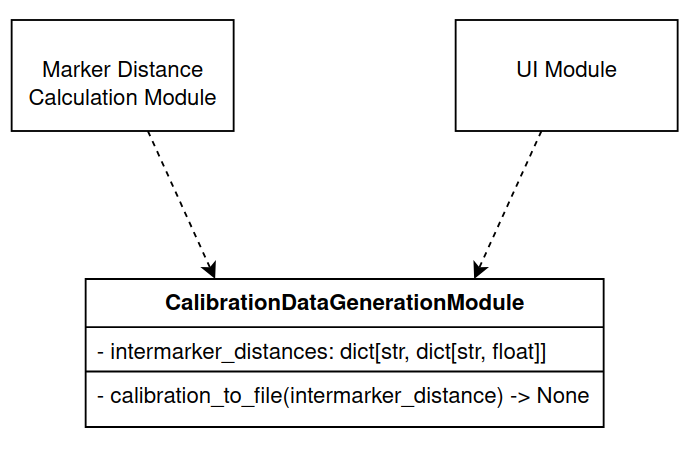 Marker Distance
Calculation Module
UI Module
CalibrationDataGenerationModule
- intermarker_distances: dict[str, dict[str, float]]
- calibration_to_file(intermarker_distance) -> None